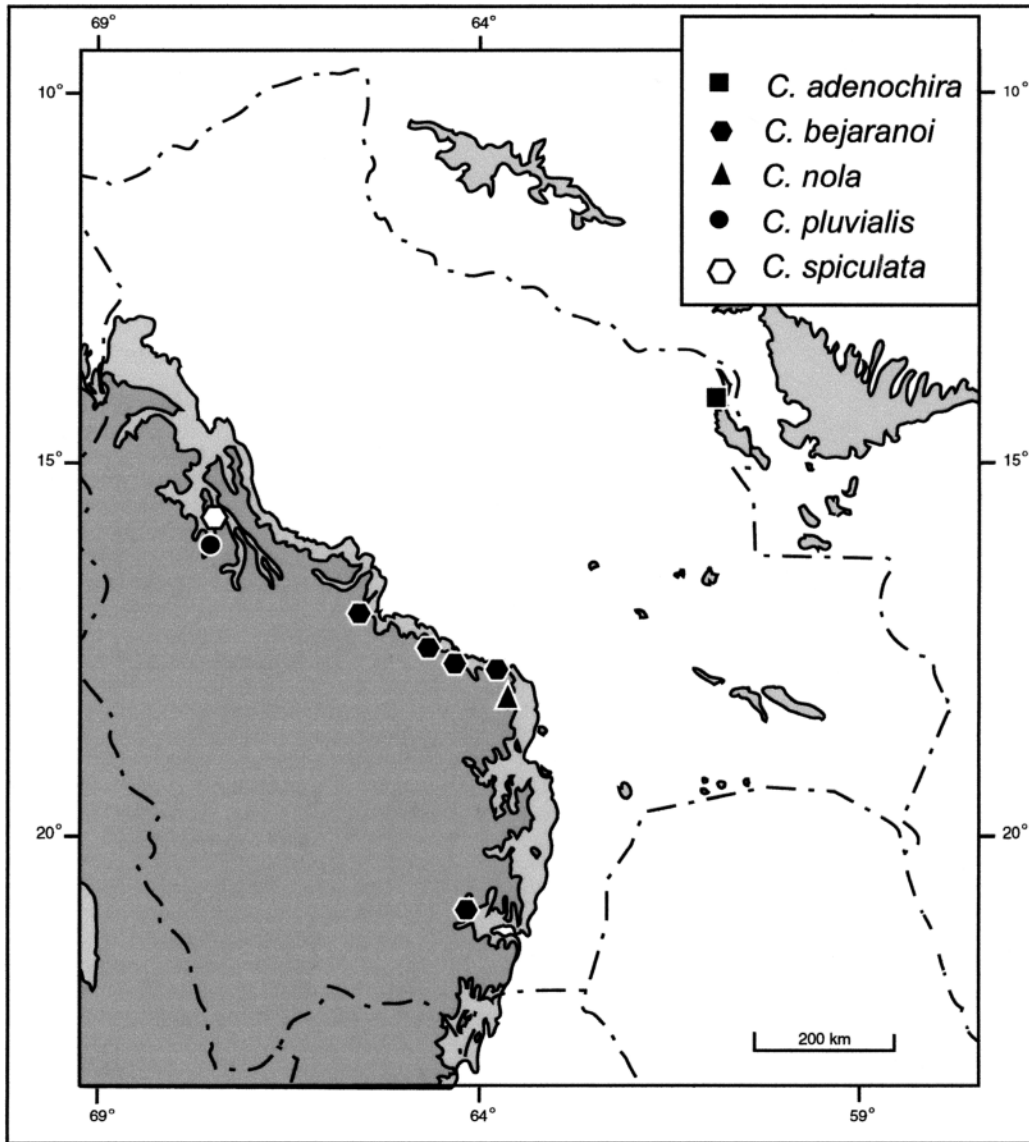 69° 64°
10° 10°
C. adenochira
C. bejaranoi
C. nola
C. pluvialis
C. spiculata
15° 15°
20° 20°
200 km
69° 64° 59°